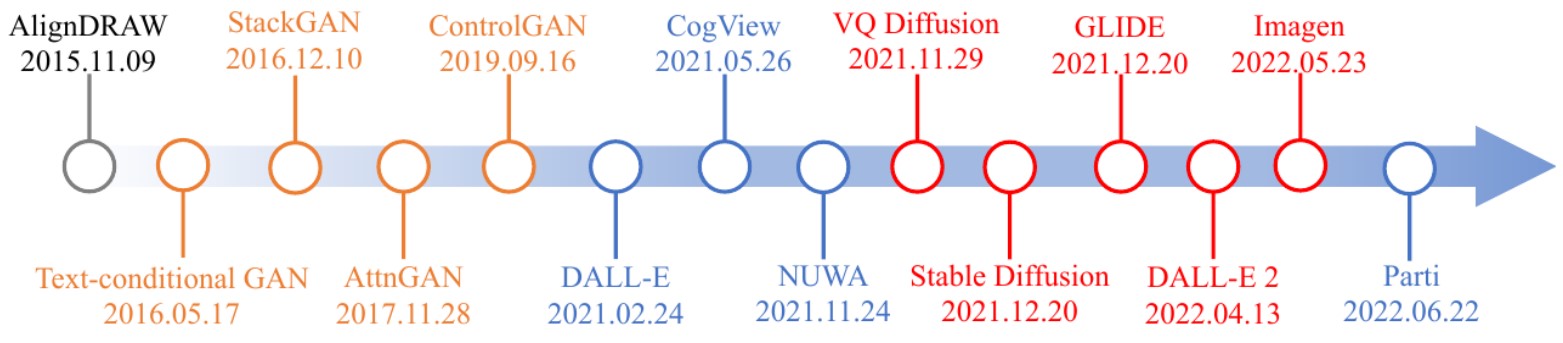 AlignDRAW
2015.11.09
StackGAN
2016.12.10
ControlGAN
2019.09.16
CogView
2021.05.26
VQ Diffusion
2021.11.29
GLIDE
2021.12.20
Imagen
2022.05.23
Text-conditional GAN
2016.05.17
AttnGAN
2017.11.28
DALL-E
2021.02.24
NUWA
2021.11.24
Stable Diffusion
2021.12.20
DALL-E 2
2022.04.13
Parti
2022.06.22